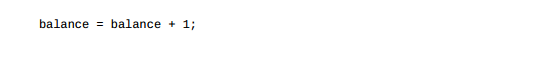 balance = balance + 1;